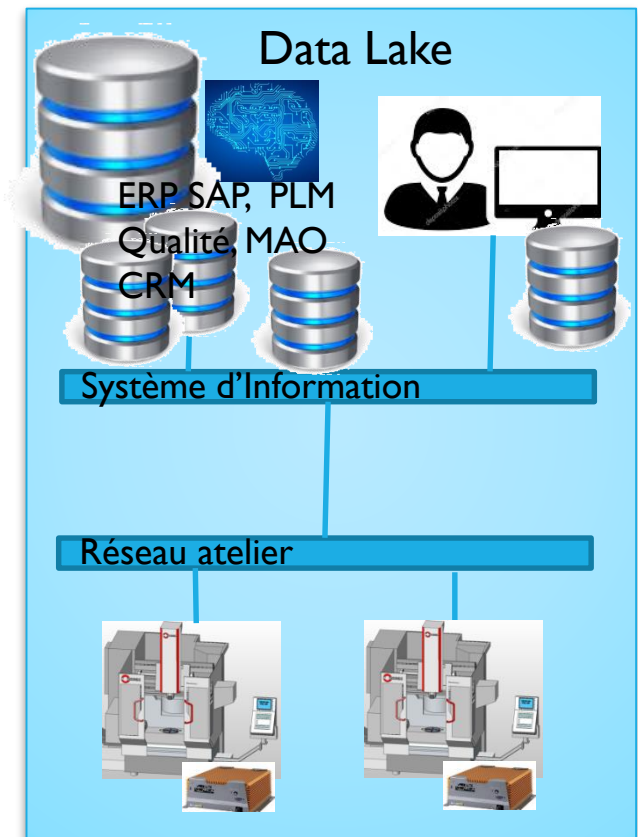 Data Lake
ERP SAP, PLM
Qualité, MAO
CRM
Système d'Information
Réseau atelier